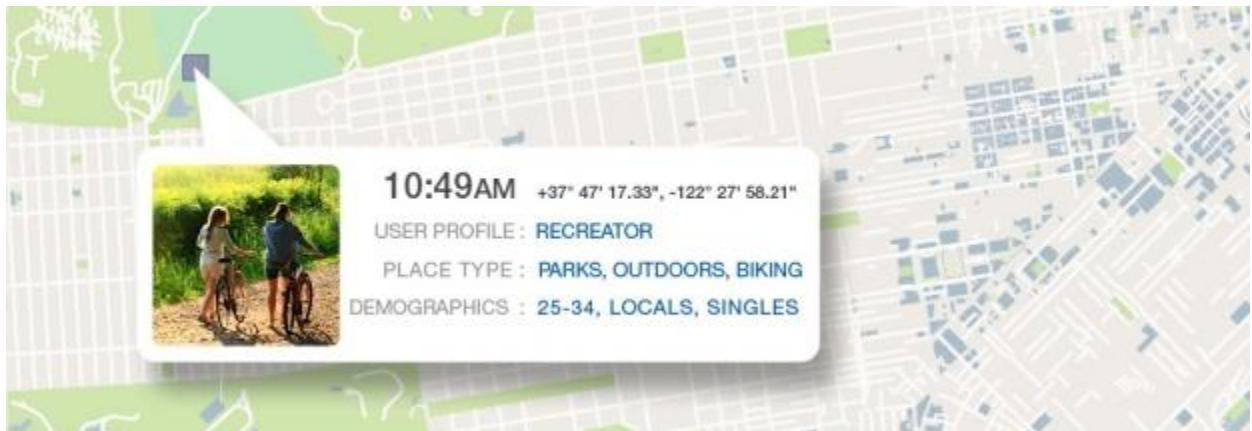 10:49AM +37° 47' 17.33", -122° 27' 58.21"
USER PROFILE : RECREATOR
PLACE TYPE : PARKS, OUTDOORS, BIKING
DEMOGRAPHICS : 25-34, LOCALS, SINGLES